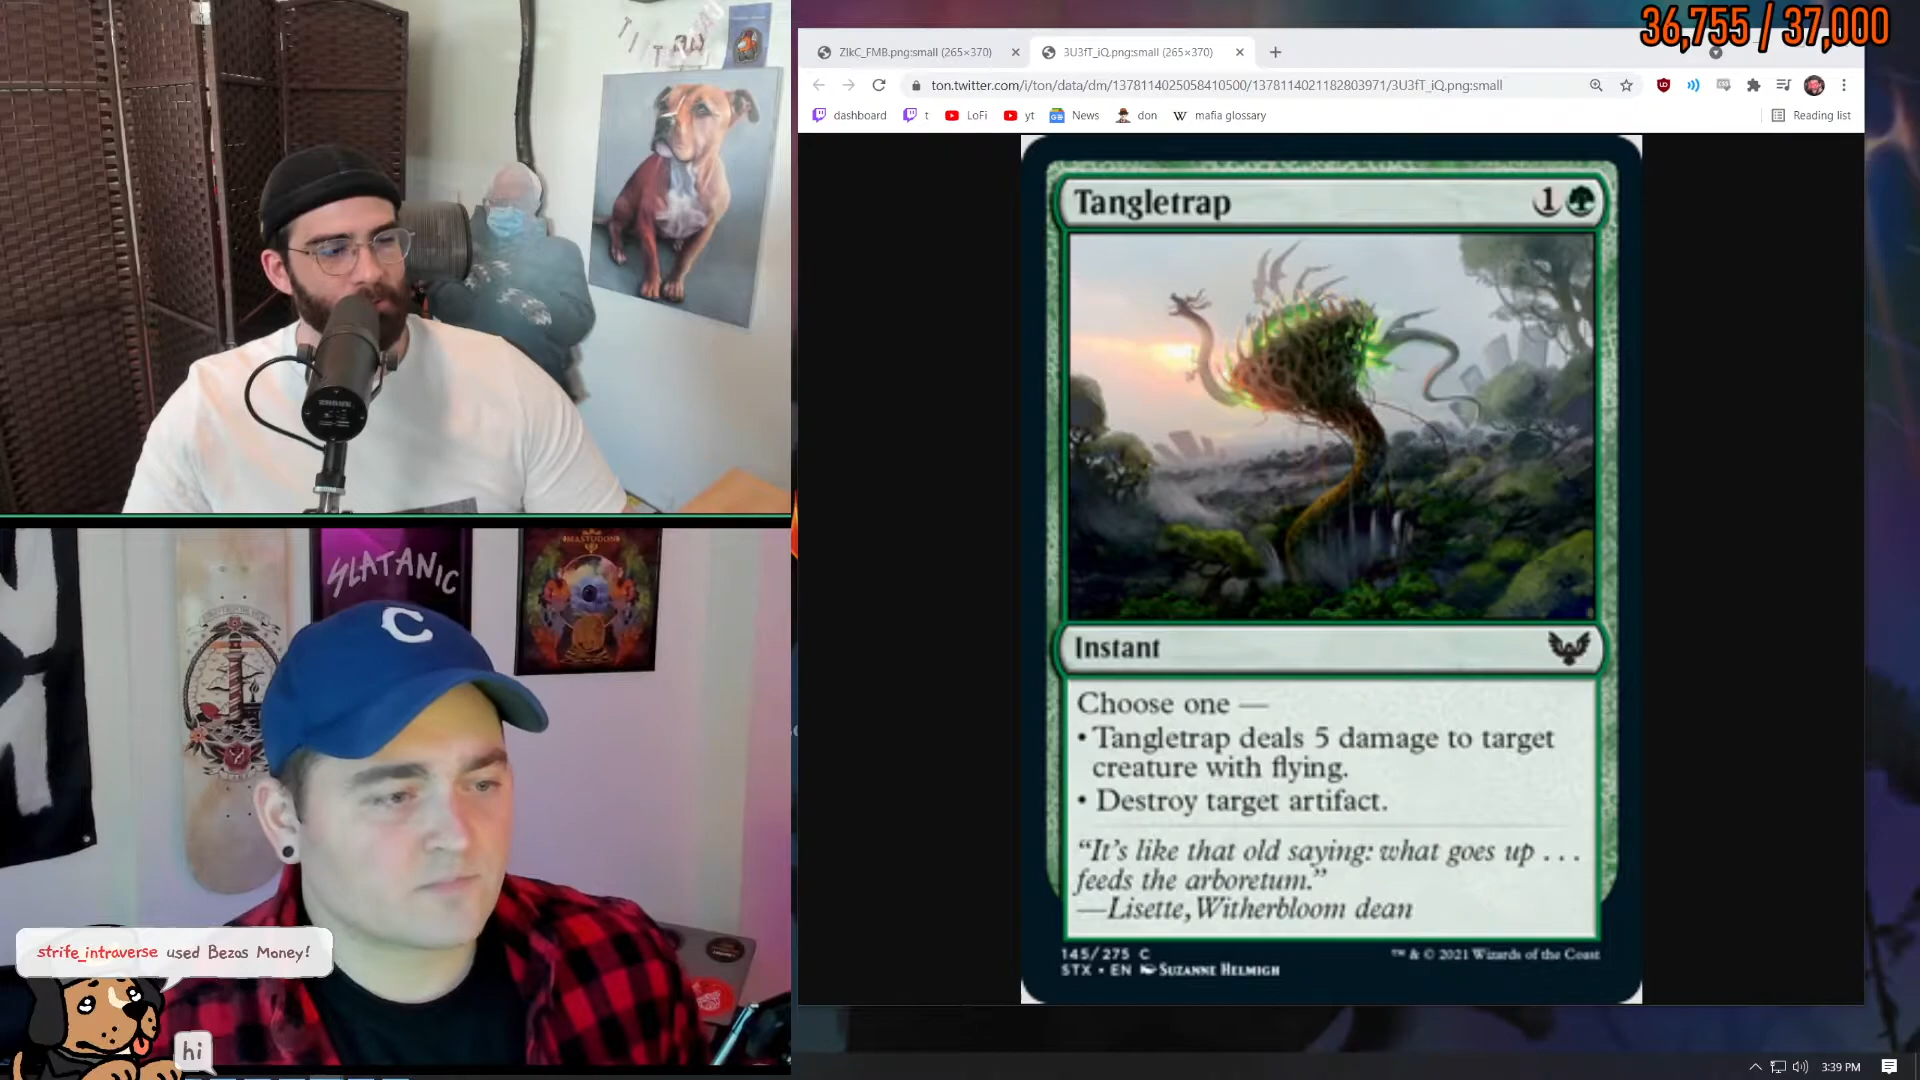 36,755 / 37,000
ZlkC_FMB.png:small (265×370)
3U3fT_iQ.png:small (265×370)
ton.twitter.com/i/ton/data/dm/1378114025058410500/1378114021182803971/3U3fT_iQ.png:small
dashboard
t
LoFi
yt
News
don
mafia glossary
Reading list
Tangletrap
1
Instant
Choose one —
• Tangletrap deals 5 damage to target
creature with flying.
• Destroy target artifact.
“It's like that old saying: what goes up . . .
feeds the arboretum.”
—Lisette, Witherbloom dean
145/275 C
™ & © 2021 Wizards of the Coast
STX • EN Suzanne Helmigh
SLATANIC
MASTODON
C
strife_intraverse used Bezos Money!
hi
3:39 PM